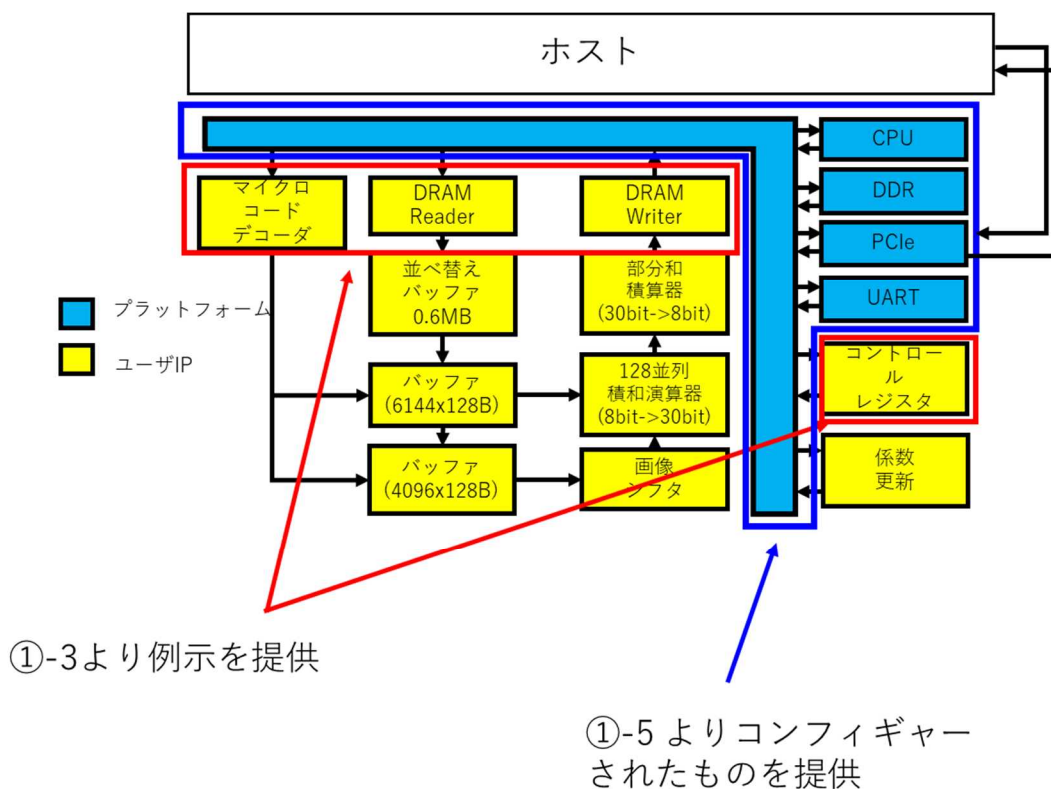 ホスト
CPU
DDR
PCIe
UART
マイクロ
コード
デコーダ
DRAM
Reader
DRAM
Writer
並べ替え
バッファ
0.6MB
部分和
積算器
(30bit->8bit)
プラットフォーム
ユーザIP
バッファ
(6144x128B)
128並列
積和演算器
(8bit->30bit)
コントロー
ル
レジスタ
バッファ
(4096x128B)
画像
シフタ
係数
更新
①-3より例示を提供
①-5 よりコンフィギャー
されたものを提供